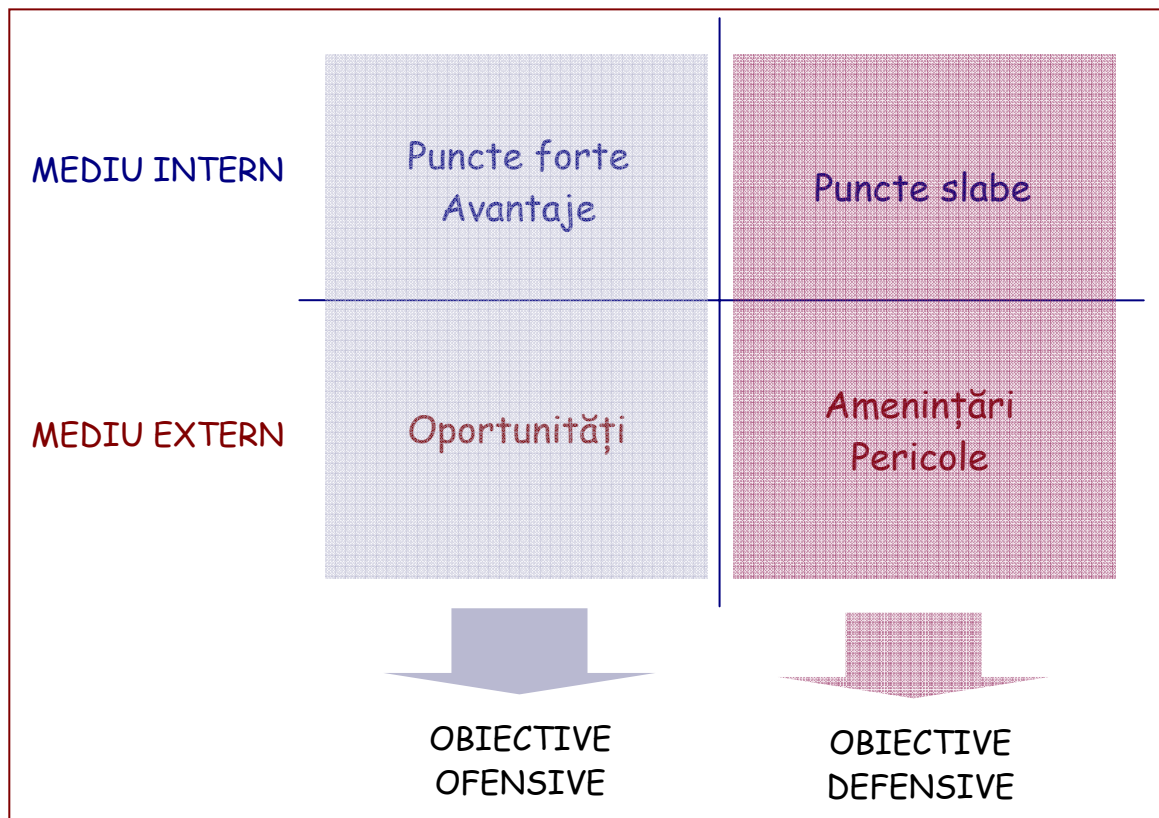 MEDIU INTERN
Puncte forte
Avantaje
Puncte slabe
MEDIU EXTERN
Oportunități
Amenințări
Pericole
OBIECTIVE
OFENSIVE
OBIECTIVE
DEFENSIVE